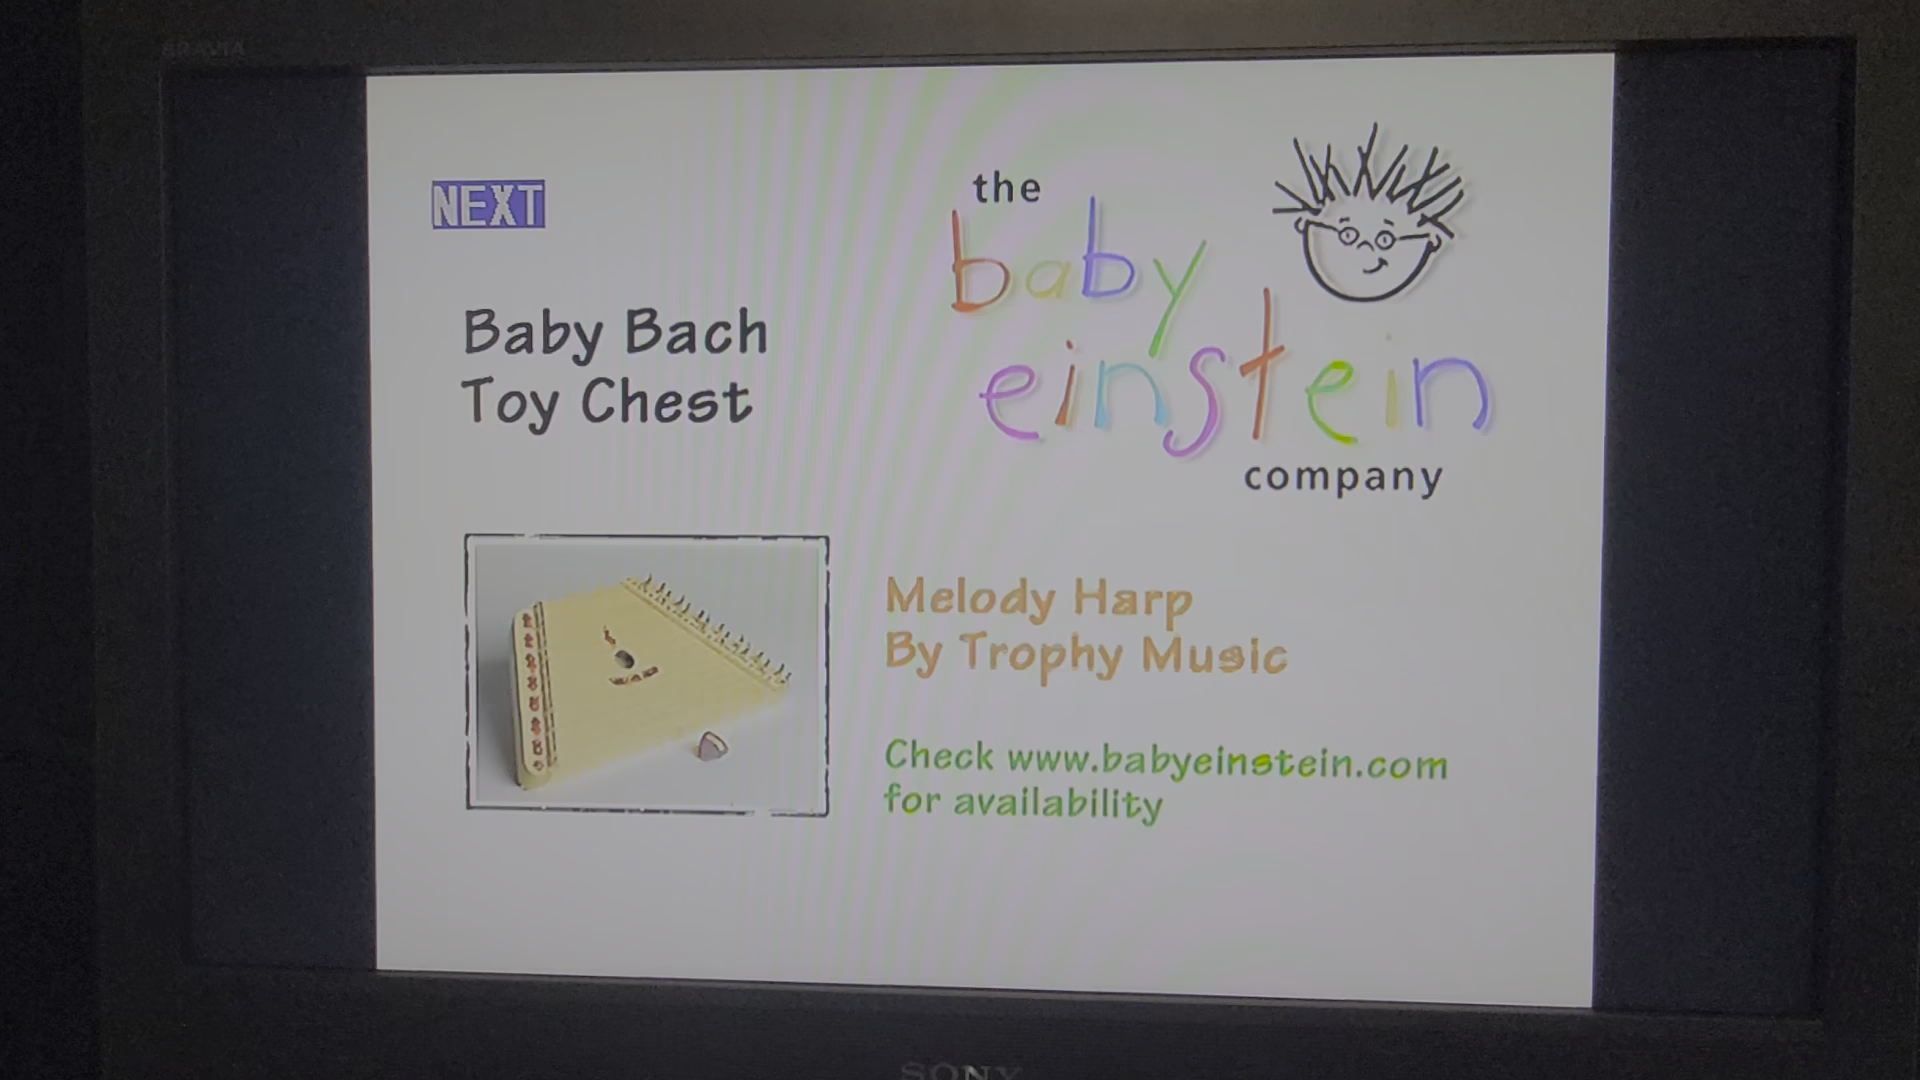 BRAVIA
NEXT
the
baby
einstein
company
Baby Bach
Toy Chest
Melody Harp
By Trophy Music
Check www.babyeinstein.com
for availability
SONY